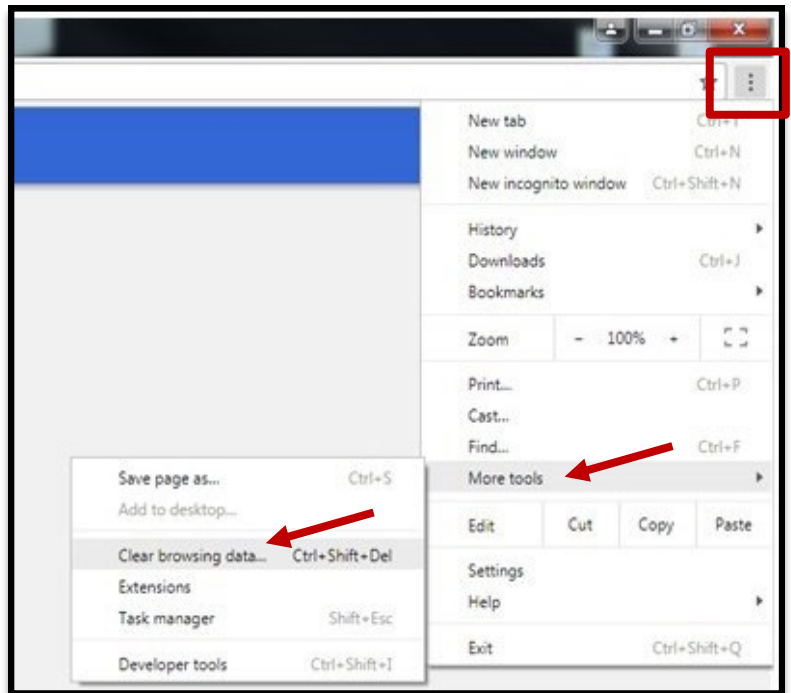 New tab Ctrl+T
New window Ctrl+N
New incognito window Ctrl+Shift+N
History
Downloads Ctrl+J
Bookmarks
Zoom - 100% +
Print... Ctrl+P
Cast...
Find... Ctrl+F
More tools
Edit Cut Copy Paste
Settings
Help
Exit Ctrl+Shift+Q
Save page as... Ctrl+S
Add to desktop...
Clear browsing data... Ctrl+Shift+Del
Extensions
Task manager Shift+Esc
Developer tools Ctrl+Shift+I